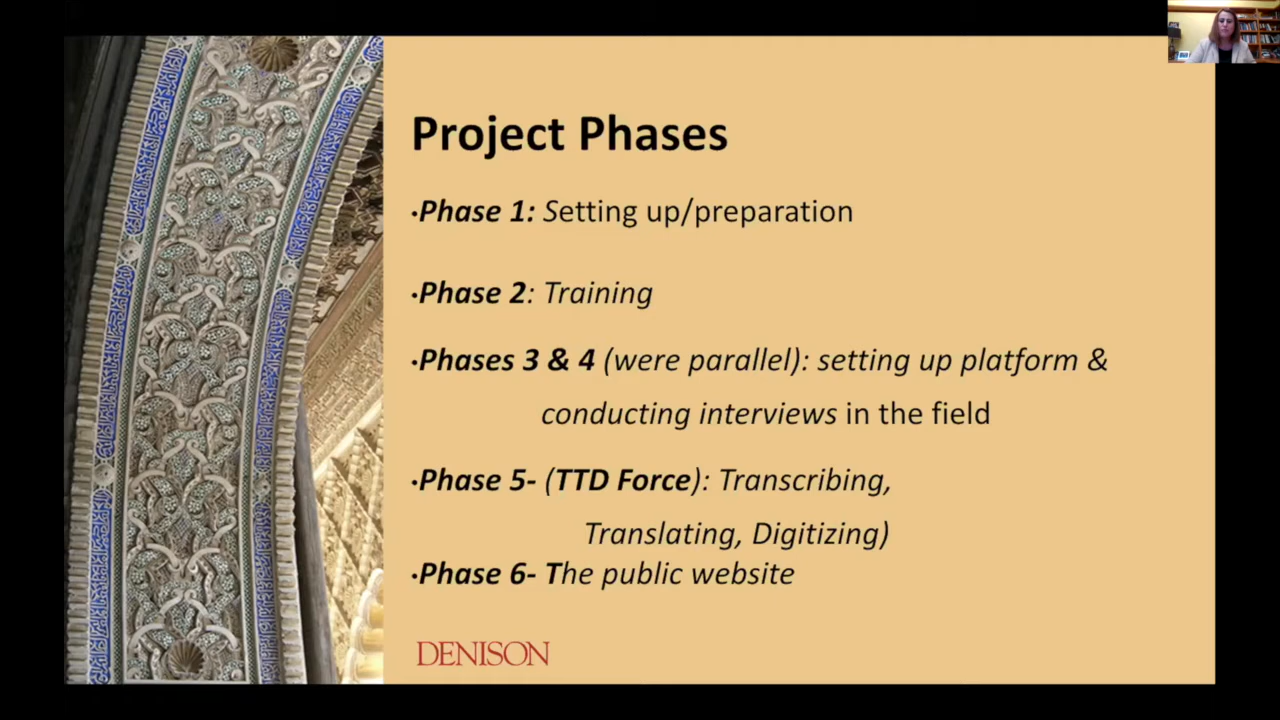 Project Phases
•Phase 1: Setting up/preparation
•Phase 2: Training
•Phases 3 & 4 (were parallel): setting up platform &
conducting interviews in the field
•Phase 5- (TTD Force): Transcribing,
Translating, Digitizing)
•Phase 6- The public website
DENISON